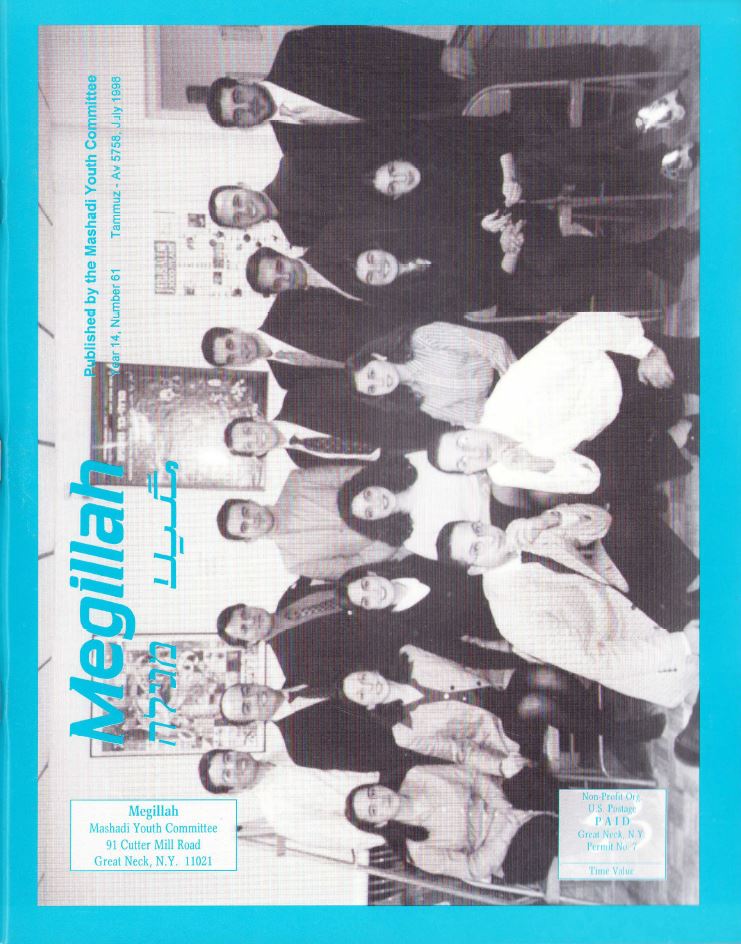 Megillah
מגילה
مگیلا
Published by the Mashadi Youth Committee
Year 14, Number 61 Tammuz - Av 5758, July 1998
Megillah
Mashadi Youth Committee
91 Cutter Mill Road
Great Neck, N.Y. 11021
Non-Profit Org.
U.S. Postage
PAID
Great Neck, N.Y.
Permit No. 7
Time Value